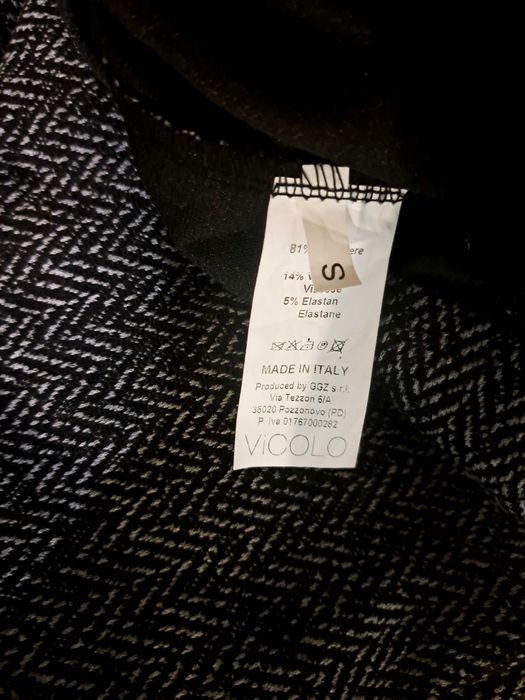 81%
S
14%
5% Elastan
Elastane
MADE IN ITALY
Produced by GGZ s.r.l.
Via Tezzon 6/A
35020 Pozzonovo (PD)
P. Iva 01767000282
ViCOLO